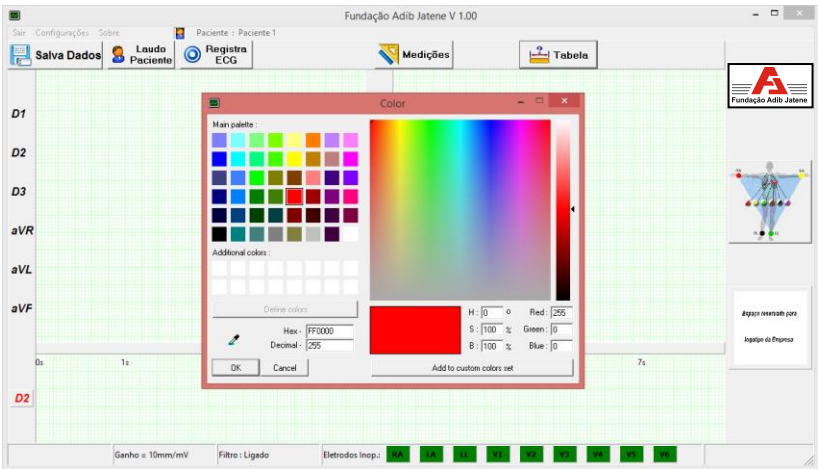 Fundação Adib Jatene V 1.00
Sair Configurações Sobre Paciente : Paciente 1
Salva Dados Laudo Paciente Registra ECG Medições Tabela
Fundação Adib Jatene
Color
Main palette :
Additional colors :
Define colors
Hex - FF0000
Decimal - 255
OK Cancel
H : 0 º Red : 255
S : 100 % Green : 0
B : 100 % Blue : 0
Add to custom colors set
D1
D2
D3
aVR
aVL
aVF
0s 1s 7s
D2
Espaço reservado para
logotipo da Empresa
Ganho = 10mm/mV Filtro : Ligado Eletrodos Inop.: RA LA LL V1 V2 V3 V4 V5 V6